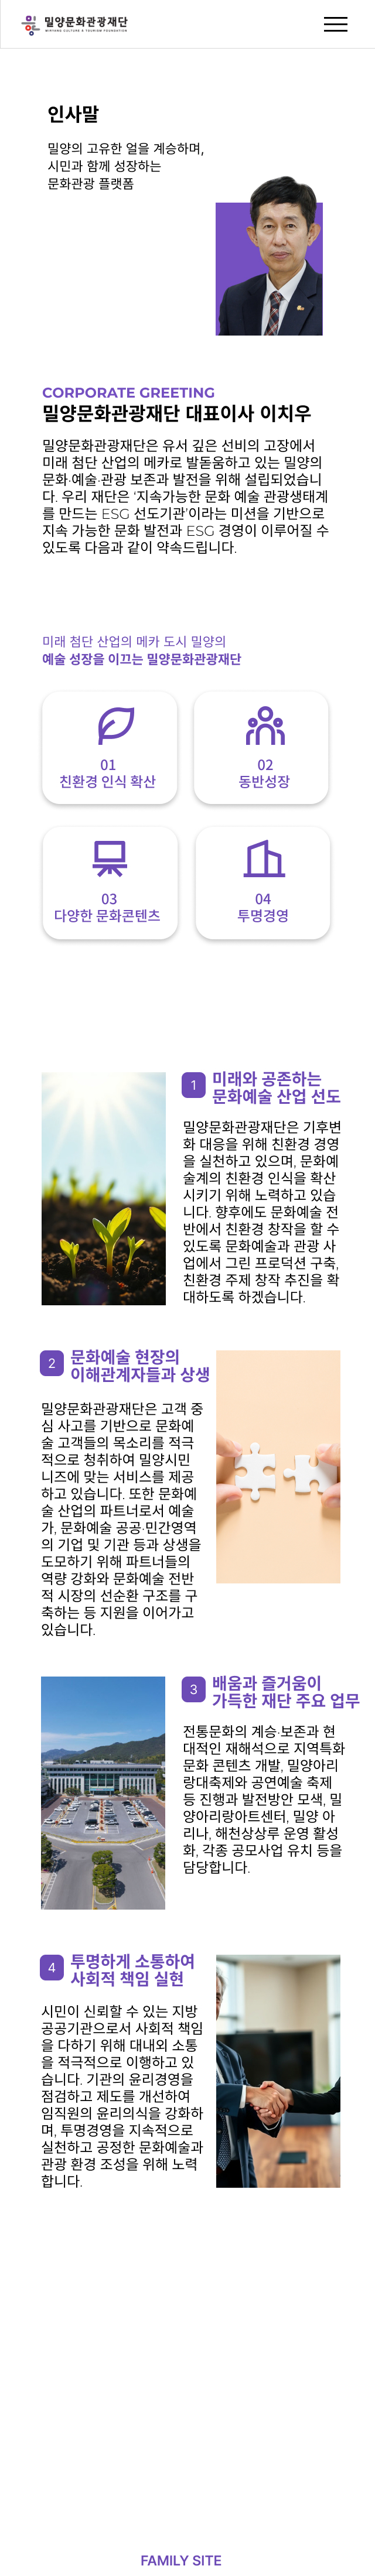 밀양문화관광재단
MIRYANG CULTURE & TOURISM FOUNDATION
인사말
밀양의 고유한 얼을 계승하며,
시민과 함께 성장하는
문화관광 플랫폼
CORPORATE GREETING
밀양문화관광재단 대표이사 이치우
밀양문화관광재단은 유서 깊은 선비의 고장에서
미래 첨단 산업의 메카로 발돋움하고 있는 밀양의
문화·예술·관광 보존과 발전을 위해 설립되었습니
다. 우리 재단은 '지속가능한 문화 예술 관광생태계
를 만드는 ESG 선도기관'이라는 미션을 기반으로
지속 가능한 문화 발전과 ESG 경영이 이루어질 수
있도록 다음과 같이 약속드립니다.
미래 첨단 산업의 메카 도시 밀양의
예술 성장을 이끄는 밀양문화관광재단
01
친환경 인식 확산
02
동반성장
03
다양한 문화콘텐츠
04
투명경영
1
미래와 공존하는
문화예술 산업 선도
밀양문화관광재단은 기후변
화 대응을 위해 친환경 경영
을 실천하고 있으며, 문화예
술계의 친환경 인식을 확산
시키기 위해 노력하고 있습
니다. 향후에도 문화예술 전
반에서 친환경 창작을 할 수
있도록 문화예술과 관광 사
업에서 그린 프로덕션 구축,
친환경 주제 창작 추진을 확
대하도록 하겠습니다.
2
문화예술 현장의
이해관계자들과 상생
밀양문화관광재단은 고객 중
심 사고를 기반으로 문화예
술 고객들의 목소리를 적극
적으로 청취하여 밀양시민
니즈에 맞는 서비스를 제공
하고 있습니다. 또한 문화예
술 산업의 파트너로서 예술
가, 문화예술 공공·민간영역
의 기업 및 기관 등과 상생을
도모하기 위해 파트너들의
역량 강화와 문화예술 전반
적 시장의 선순환 구조를 구
축하는 등 지원을 이어가고
있습니다.
3
배움과 즐거움이
가득한 재단 주요 업무
전통문화의 계승·보존과 현
대적인 재해석으로 지역특화
문화 콘텐츠 개발, 밀양아리
랑대축제와 공연예술 축제
등 진행과 발전방안 모색, 밀
양아리랑아트센터, 밀양 아
리나, 해천상상루 운영 활성
화, 각종 공모사업 유치 등을
담당합니다.
4
투명하게 소통하여
사회적 책임 실현
시민이 신뢰할 수 있는 지방
공공기관으로서 사회적 책임
을 다하기 위해 대내외 소통
을 적극적으로 이행하고 있
습니다. 기관의 윤리경영을
점검하고 제도를 개선하여
임직원의 윤리의식을 강화하
며, 투명경영을 지속적으로
실천하고 공정한 문화예술과
관광 환경 조성을 위해 노력
합니다.
FAMILY SITE